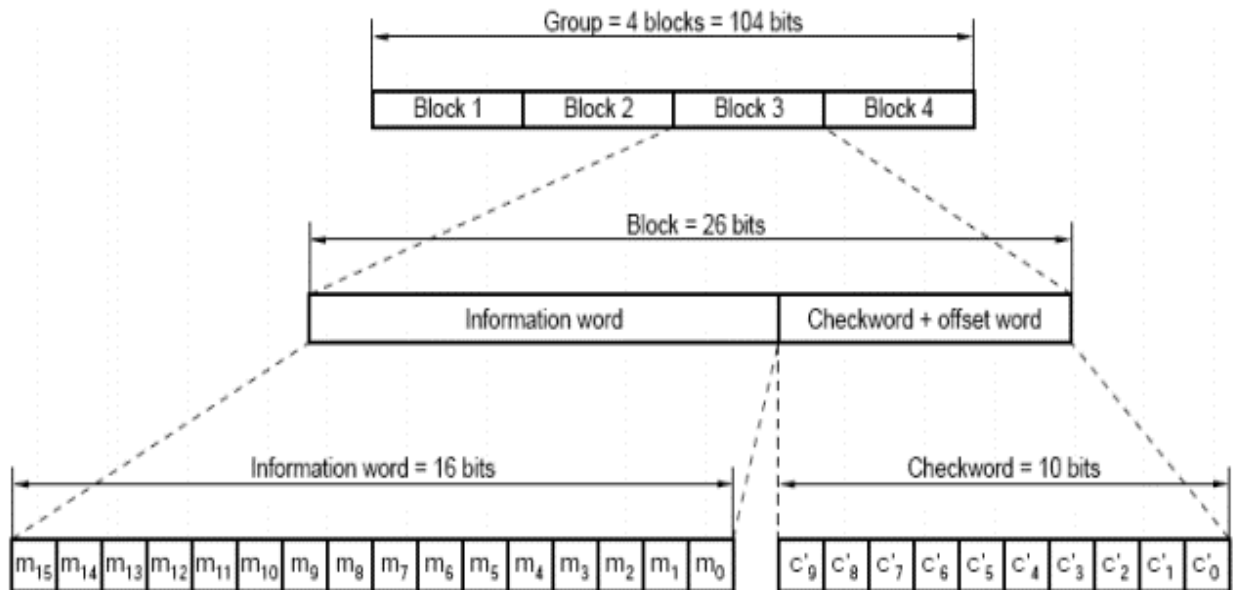 Group = 4 blocks = 104 bits
Block 1 Block 2 Block 3 Block 4
Block = 26 bits
Information word Checkword + offset word
Information word = 16 bits Checkword = 10 bits
m₁₅ m₁₄ m₁₃ m₁₂ m₁₁ m₁₀ m₉ m₈ m₇ m₆ m₅ m₄ m₃ m₂ m₁ m₀ c'₉ c'₈ c'₇ c'₆ c'₅ c'₄ c'₃ c'₂ c'₁ c'₀